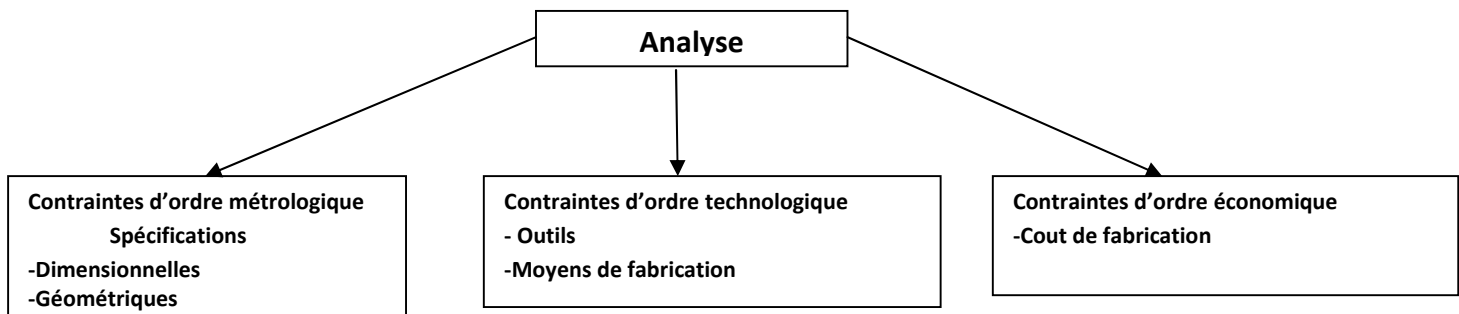 Analyse
Contraintes d'ordre métrologique
Spécifications
-Dimensionnelles
-Géométriques
Contraintes d'ordre technologique
- Outils
-Moyens de fabrication
Contraintes d'ordre économique
-Cout de fabrication